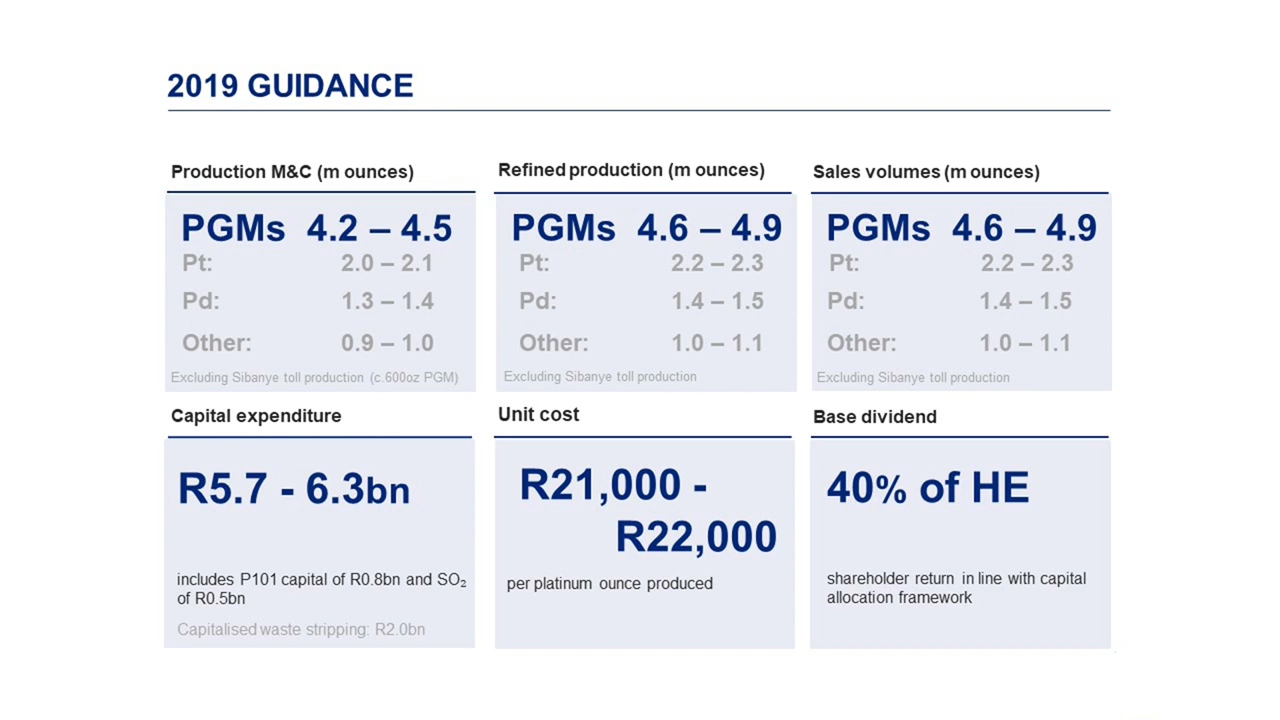 2019 GUIDANCE
Production M&C (m ounces)
PGMs 4.2 – 4.5
Pt: 2.0 – 2.1
Pd: 1.3 – 1.4
Other: 0.9 – 1.0
Excluding Sibanye toll production (c.600oz PGM)
Refined production (m ounces)
PGMs 4.6 – 4.9
Pt: 2.2 – 2.3
Pd: 1.4 – 1.5
Other: 1.0 – 1.1
Excluding Sibanye toll production
Sales volumes (m ounces)
PGMs 4.6 – 4.9
Pt: 2.2 – 2.3
Pd: 1.4 – 1.5
Other: 1.0 – 1.1
Excluding Sibanye toll production
Capital expenditure
R5.7 - 6.3bn
includes P101 capital of R0.8bn and SO₂
of R0.5bn
Capitalised waste stripping: R2.0bn
Unit cost
R21,000 -
R22,000
per platinum ounce produced
Base dividend
40% of HE
shareholder return in line with capital
allocation framework